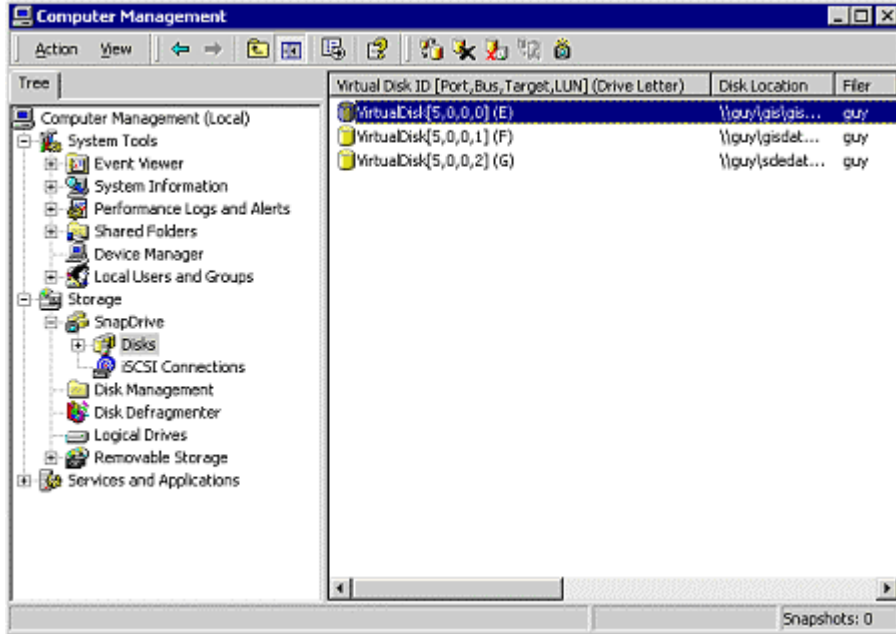 Computer Management
Action View
Tree
Virtual Disk ID [Port,Bus,Target,LUN] (Drive Letter) Disk Location Filer
Computer Management (Local)
System Tools
Event Viewer
System Information
Performance Logs and Alerts
Shared Folders
Device Manager
Local Users and Groups
Storage
SnapDrive
Disks
iSCSI Connections
Disk Management
Disk Defragmenter
Logical Drives
Removable Storage
Services and Applications
VirtualDisk[5,0,0,0] (E) \\guy\gis\gis... guy
VirtualDisk[5,0,0,1] (F) \\guy\gisdat... guy
VirtualDisk[5,0,0,2] (G) \\guy\sdedat... guy
Snapshots: 0